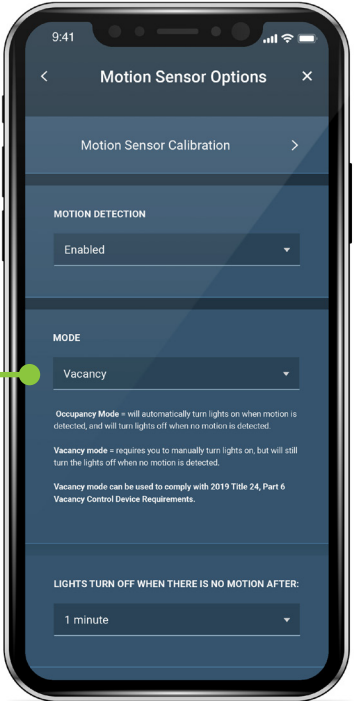 9:41
Motion Sensor Options
Motion Sensor Calibration
MOTION DETECTION
Enabled
MODE
Vacancy
Occupancy Mode = will automatically turn lights on when motion is
detected, and will turn lights off when no motion is detected.
Vacancy mode = requires you to manually turn lights on, but will still
turn the lights off when no motion is detected.
Vacancy mode can be used to comply with 2019 Title 24, Part 6
Vacancy Control Device Requirements.
LIGHTS TURN OFF WHEN THERE IS NO MOTION AFTER:
1 minute